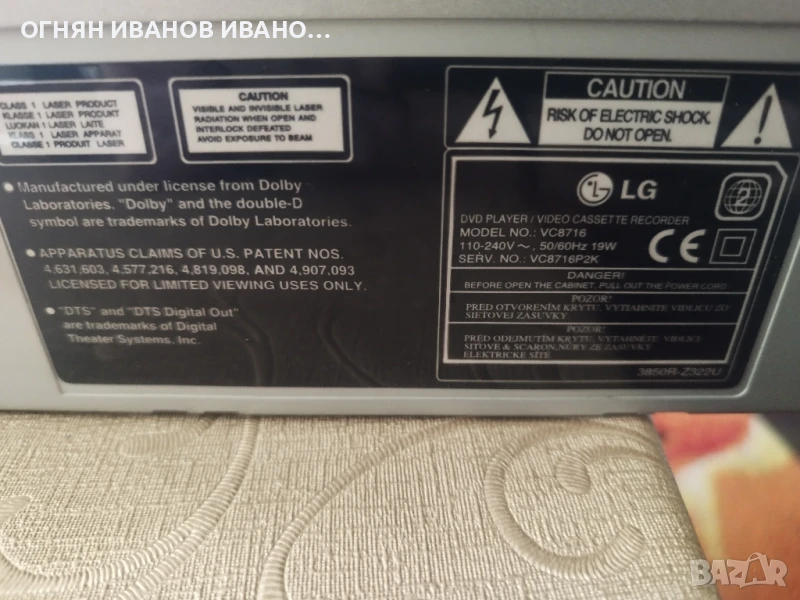 ОГНЯН ИВАНОВ ИВАНО...
CLASS 1 LASER PRODUCT
KLASSE 1 LASER PRODUKT
LUOKAN 1 LASER LAITE
KLASS 1 LASER APPARAT
CLASSE 1 PRODUIT LASER
CAUTION
VISIBLE AND INVISIBLE LASER
RADIATION WHEN OPEN AND
INTERLOCK DEFEATED
AVOID EXPOSURE TO BEAM
CAUTION
RISK OF ELECTRIC SHOCK
DO NOT OPEN.
• Manufactured under license from Dolby
Laboratories. "Dolby" and the double-D
symbol are trademarks of Dolby Laboratories.
• APPARATUS CLAIMS OF U.S. PATENT NOS.
4,631,603, 4,577,216, 4,819,098, AND 4,907,093
LICENSED FOR LIMITED VIEWING USES ONLY.
• "DTS" and "DTS Digital Out"
are trademarks of Digital
Theater Systems, Inc.
LG
2
DVD PLAYER / VIDEO CASSETTE RECORDER
MODEL NO.: VC8716
110-240V ~, 50/60Hz 19W
SERV. NO.: VC8716P2K
CE
DANGER!
BEFORE OPEN THE CABINET, PULL OUT THE POWER CORD
POZOR!
PRED OTVORENÍM KRYTU, VYTIAHNITE VIDLICU ZO
SIEŤOVEJ ZÁSUVKY
POZOR!
PŘED ODEJMUTÍM KRYTU, VYTÁHNĚTE VIDLICI
SÍŤOVÉ ZE ZÁSUVKY
ELEKTRICKÉ SÍTĚ
3850R-Z322U
BAZAR